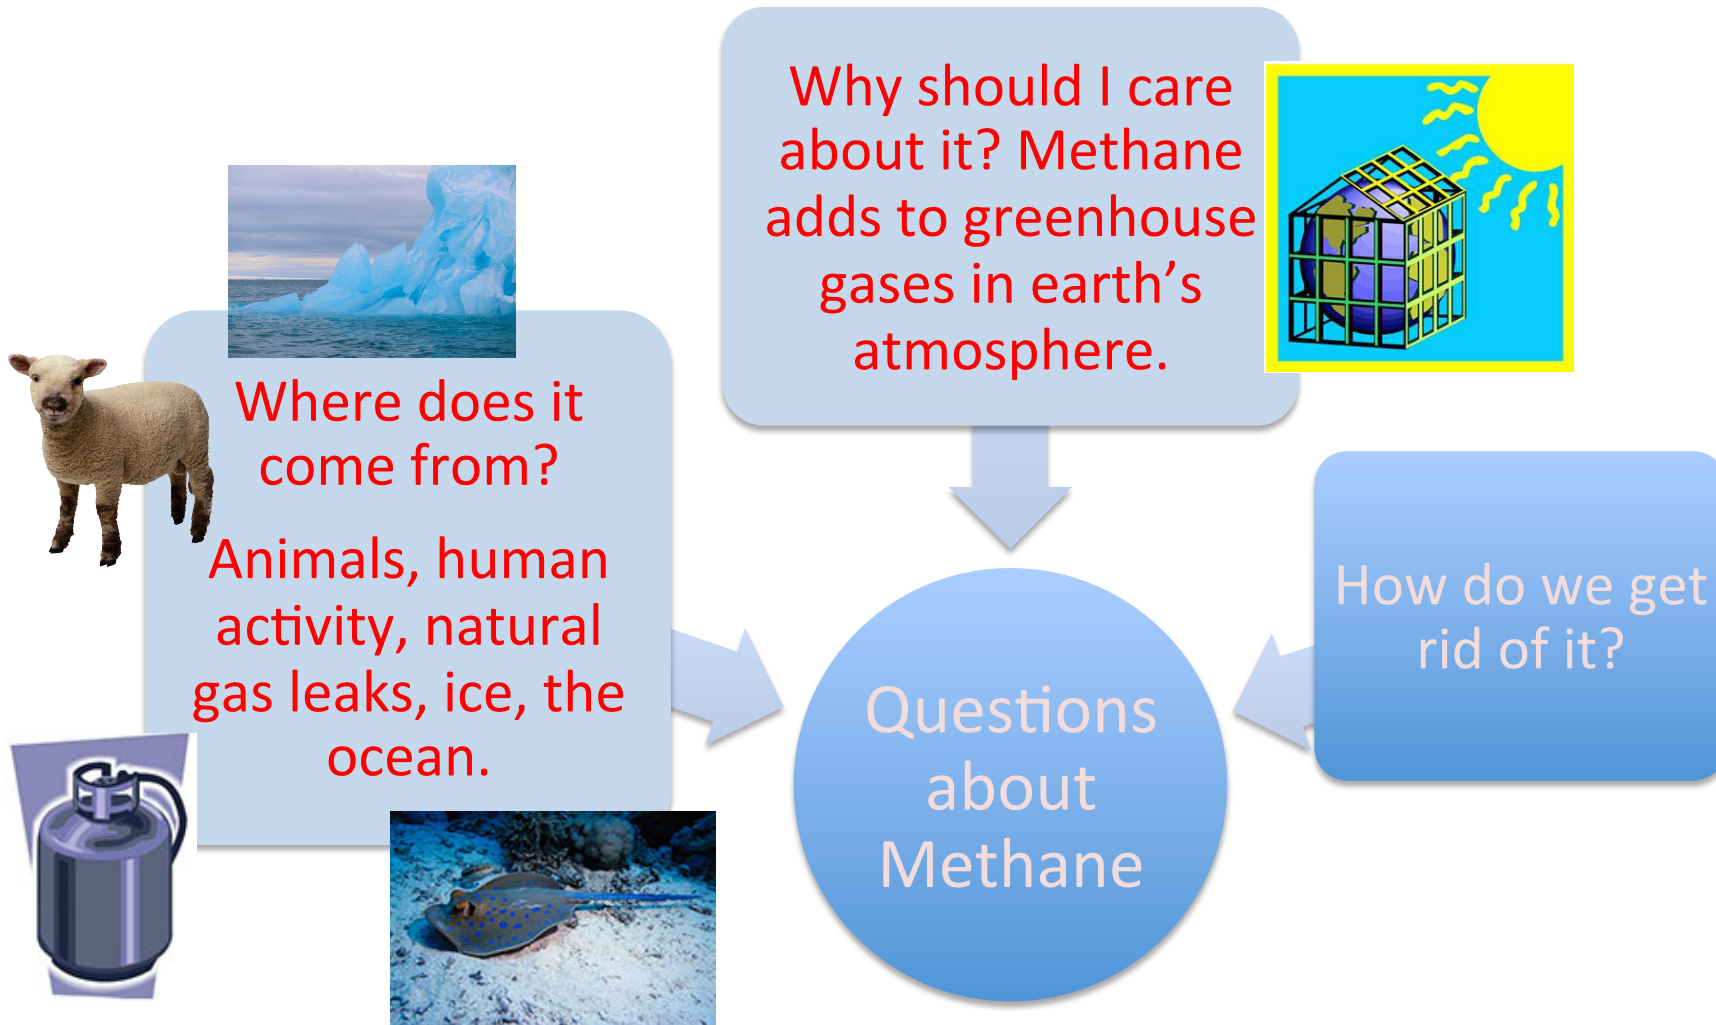 Why should I care
about it? Methane
adds to greenhouse
gases in earth’s
atmosphere.
Where does it
come from?
Animals, human
activity, natural
gas leaks, ice, the
ocean.
How do we get
rid of it?
Questions
about
Methane